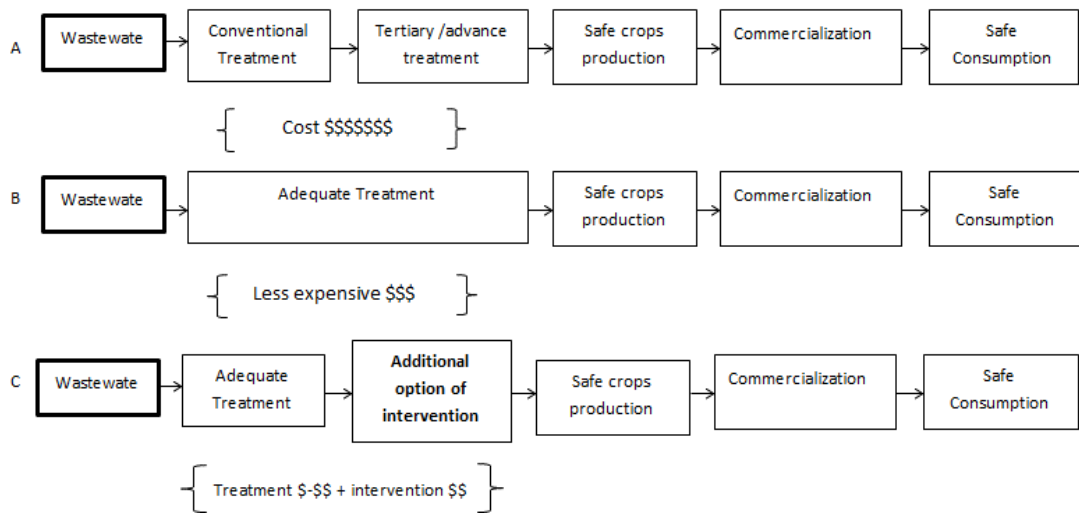 A
Wastewate
Conventional
Treatment
Tertiary /advance
treatment
Safe crops
production
Commercialization
Safe
Consumption
Cost $$$$$$$
B
Wastewate
Adequate Treatment
Safe crops
production
Commercialization
Safe
Consumption
Less expensive $$$
C
Wastewate
Adequate
Treatment
Additional
option of
intervention
Safe crops
production
Commercialization
Safe
Consumption
Treatment $-$$ + intervention $$